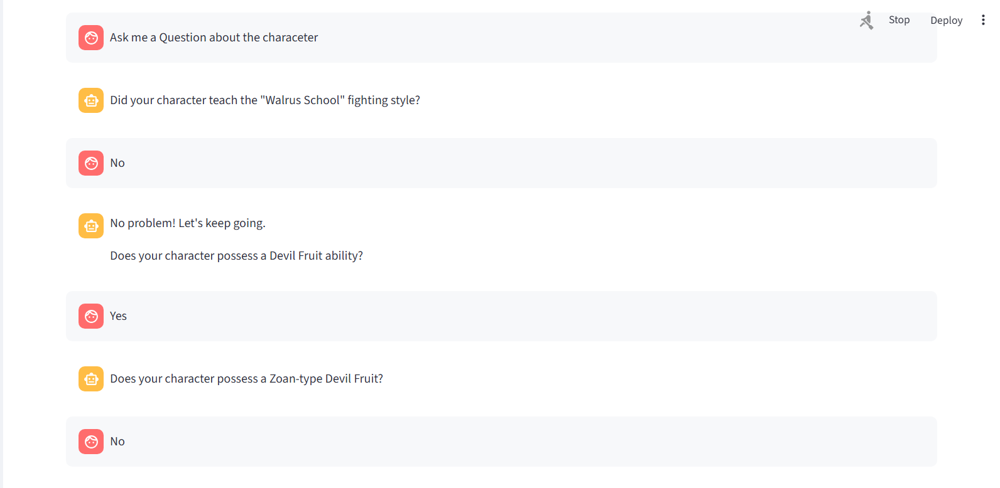 Stop
Deploy
Ask me a Question about the characeter
Did your character teach the "Walrus School" fighting style?
No
No problem! Let's keep going.
Does your character possess a Devil Fruit ability?
Yes
Does your character possess a Zoan-type Devil Fruit?
No